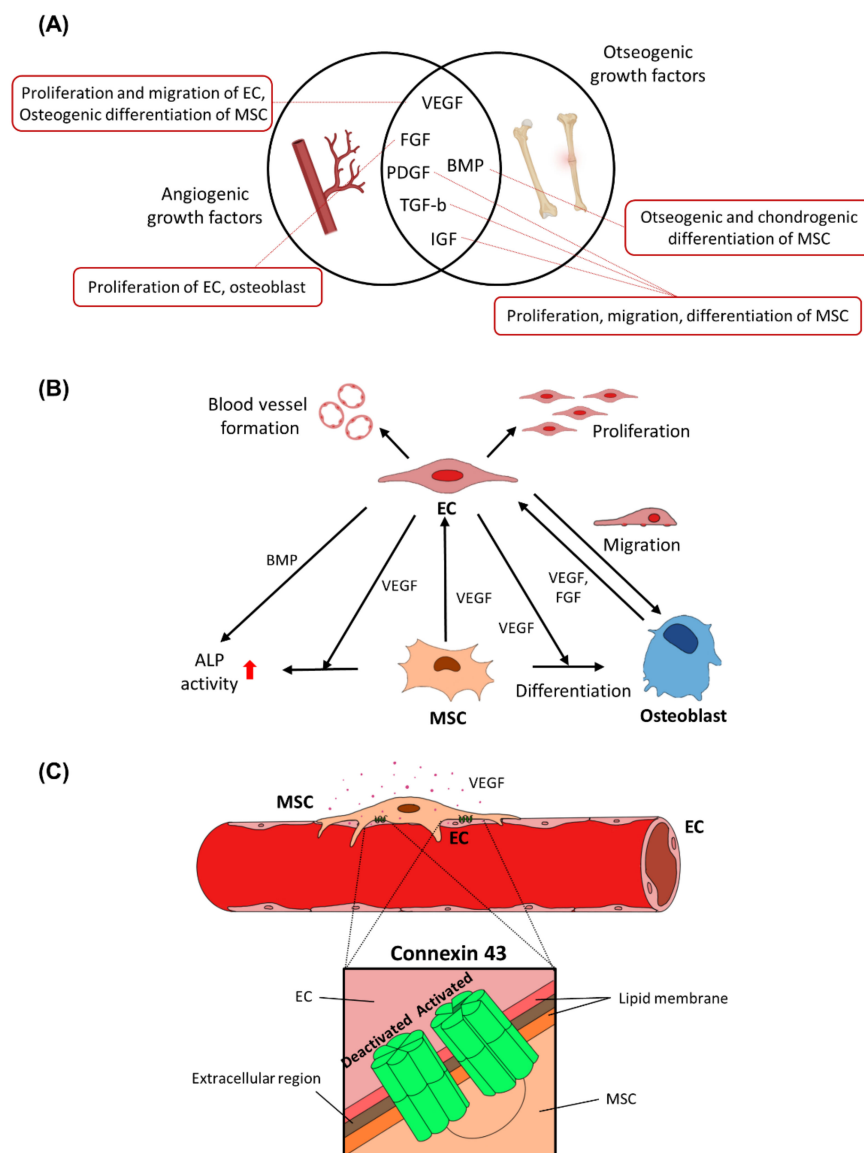 (A)
Otseogenic
growth factors
Proliferation and migration of EC,
Osteogenic differentiation of MSC
VEGF
FGF
BMP
PDGF
Angiogenic
growth factors
TGF-b
IGF
Otseogenic and chondrogenic
differentiation of MSC
Proliferation of EC, osteoblast
Proliferation, migration, differentiation of MSC
(B)
Blood vessel
formation
Proliferation
EC
Migration
BMP
VEGF
VEGF
VEGF
VEGF,
FGF
ALP
activity
MSC
Differentiation
Osteoblast
(C)
VEGF
MSC
EC
EC
Connexin 43
EC
Deactivated
Activated
Lipid membrane
Extracellular region
MSC